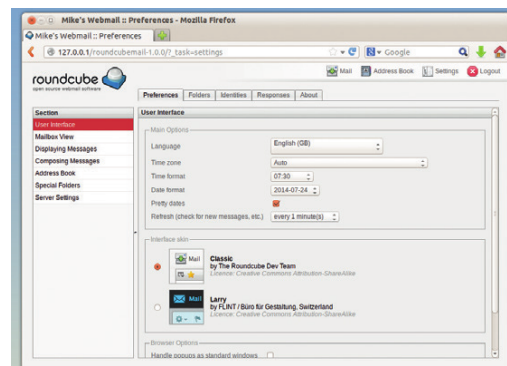 Mike's Webmail :: Preferences - Mozilla Firefox
Mike's Webmail :: Preferences
127.0.0.1/roundcubemail-1.0.0/?_task=settings
Google
Mail Address Book Settings Logout
roundcube
open source webmail software
Preferences Folders Identities Responses About
Section
User Interface
Mailbox View
Displaying Messages
Composing Messages
Address Book
Special Folders
Server Settings
User Interface
Main Options
Language English (GB)
Time zone Auto
Time format 07:30
Date format 2014-07-24
Pretty dates
Refresh (check for new messages, etc.) every 1 minute(s)
Interface skin
Mail
Classic
by The Roundcube Dev Team
Licence: Creative Commons Attribution-ShareAlike
Mail
Larry
by FLINT / Büro für Gestaltung, Switzerland
Licence: Creative Commons Attribution-ShareAlike
Browser Options
Handle popups as standard windows